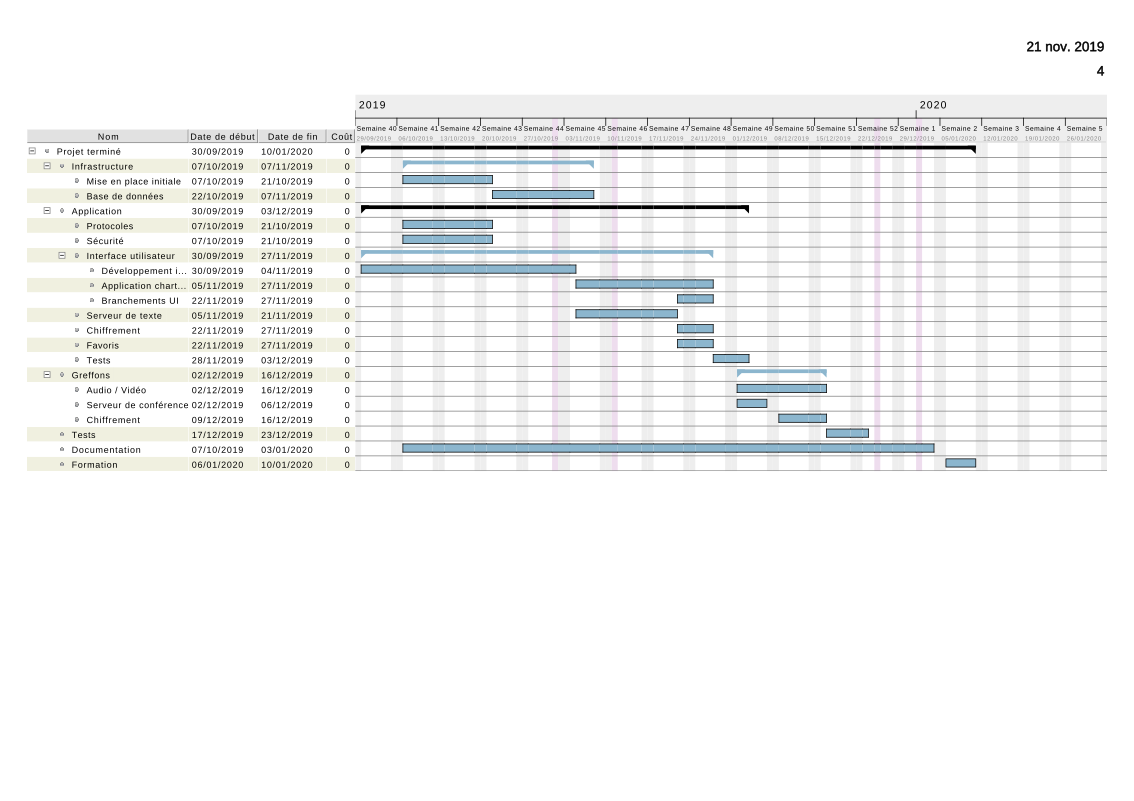 21 nov. 2019
4
2019 2020
Semaine 40 Semaine 41 Semaine 42 Semaine 43 Semaine 44 Semaine 45 Semaine 46 Semaine 47 Semaine 48 Semaine 49 Semaine 50 Semaine 51 Semaine 52 Semaine 1 Semaine 2 Semaine 3 Semaine 4 Semaine 5
29/09/2019 06/10/2019 13/10/2019 20/10/2019 27/10/2019 03/11/2019 10/11/2019 17/11/2019 24/11/2019 01/12/2019 08/12/2019 15/12/2019 22/12/2019 29/12/2019 05/01/2020 12/01/2020 19/01/2020 26/01/2020
Nom Date de début Date de fin Coût
Projet terminé 30/09/2019 10/01/2020 0
Infrastructure 07/10/2019 07/11/2019 0
Mise en place initiale 07/10/2019 21/10/2019 0
Base de données 22/10/2019 07/11/2019 0
Application 30/09/2019 03/12/2019 0
Protocoles 07/10/2019 21/10/2019 0
Sécurité 07/10/2019 21/10/2019 0
Interface utilisateur 30/09/2019 27/11/2019 0
Développement i... 30/09/2019 04/11/2019 0
Application chart... 05/11/2019 27/11/2019 0
Branchements UI 22/11/2019 27/11/2019 0
Serveur de texte 05/11/2019 21/11/2019 0
Chiffrement 22/11/2019 27/11/2019 0
Favoris 22/11/2019 27/11/2019 0
Tests 28/11/2019 03/12/2019 0
Greffons 02/12/2019 16/12/2019 0
Audio / Vidéo 02/12/2019 16/12/2019 0
Serveur de conférence 02/12/2019 06/12/2019 0
Chiffrement 09/12/2019 16/12/2019 0
Tests 17/12/2019 23/12/2019 0
Documentation 07/10/2019 03/01/2020 0
Formation 06/01/2020 10/01/2020 0